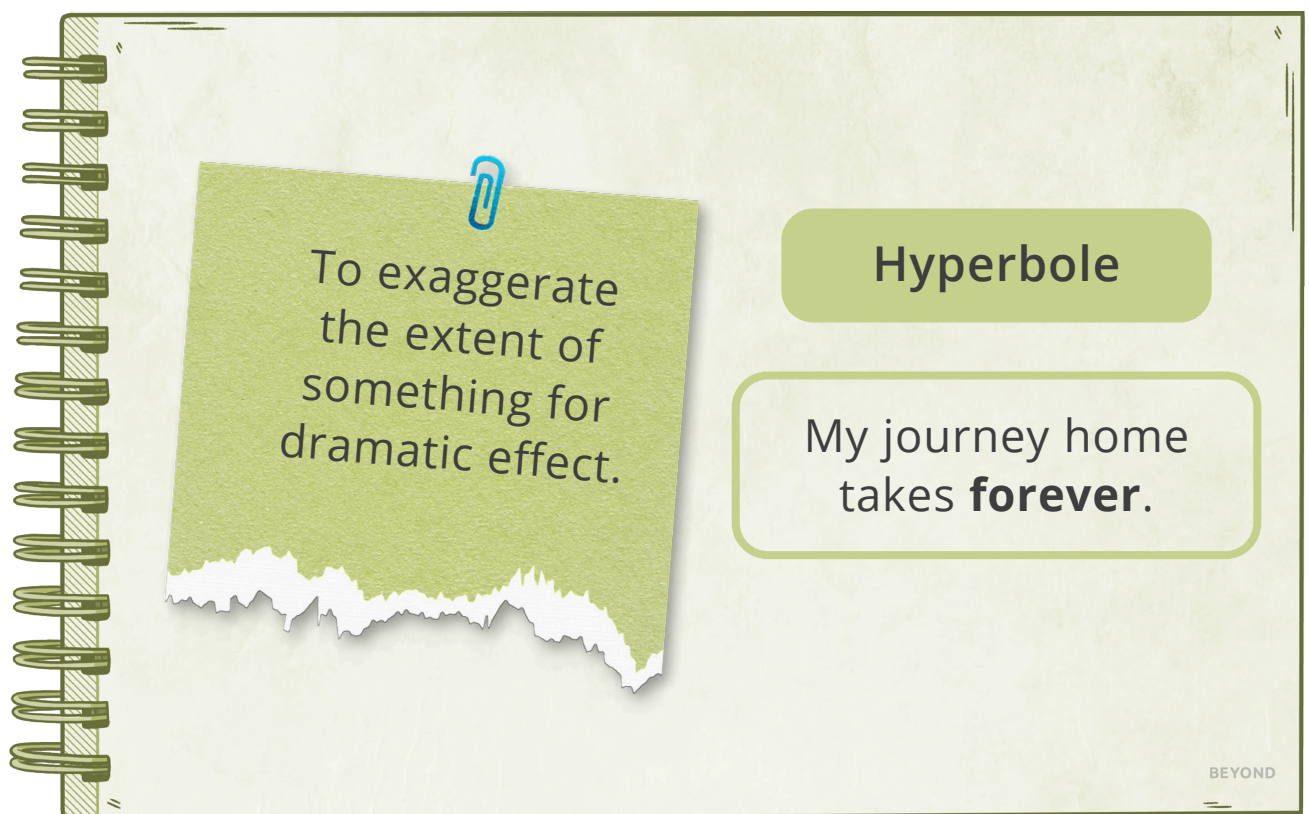 To exaggerate
the extent of
something for
dramatic effect.
Hyperbole
My journey home
takes forever.
BEYOND